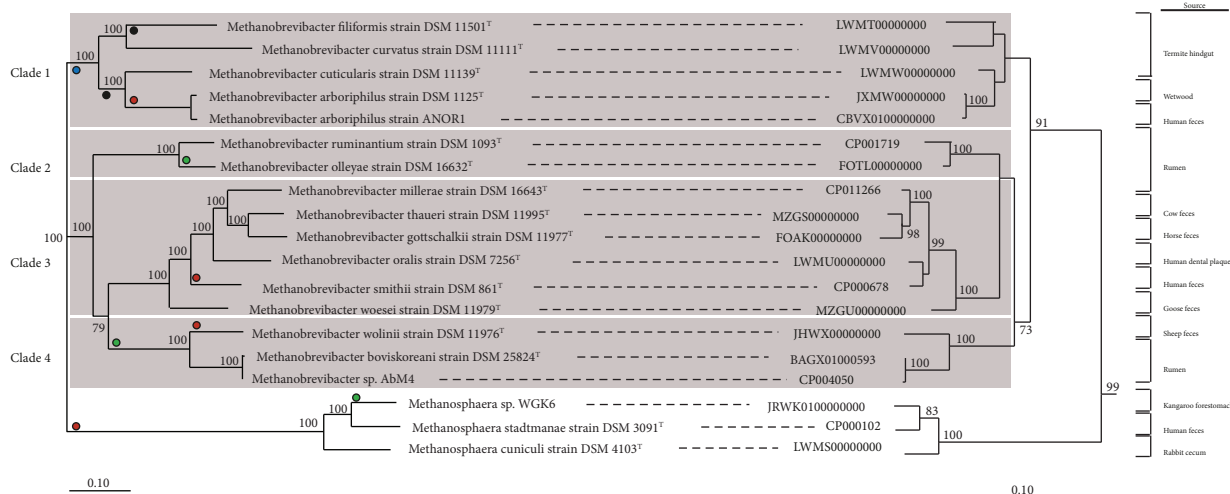 Source
Methanobrevibacter filiformis strain DSM 11501ᵀ LWMT00000000
100
Methanobrevibacter curvatus strain DSM 11111ᵀ LWMV00000000 Termite hindgut
100
Clade 1 Methanobrevibacter cuticularis strain DSM 11139ᵀ LWMW00000000
100
Methanobrevibacter arboriphilus strain DSM 1125ᵀ JXMW00000000 100 Wetwood
Methanobrevibacter arboriphilus strain ANOR1 CBVX0100000000 91 Human feces
Methanobrevibacter ruminantium strain DSM 1093ᵀ CP001719
100 100
Clade 2 Methanobrevibacter olleyae strain DSM 16632ᵀ FOTL00000000 Rumen
Methanobrevibacter millerae strain DSM 16643ᵀ CP011266
100 100
Methanobrevibacter thaueri strain DSM 11995ᵀ MZGS00000000 Cow feces
100 100
Methanobrevibacter gottschalkii strain DSM 11977ᵀ FOAK00000000 98 Horse feces
100 100 99
Clade 3 Methanobrevibacter oralis strain DSM 7256ᵀ LWMU00000000 Human dental plaque
100
Methanobrevibacter smithii strain DSM 861ᵀ CP000678 Human feces
100 100
Methanobrevibacter woesei strain DSM 11979ᵀ MZGU00000000 Goose feces
79 73
Methanobrevibacter wolinii strain DSM 11976ᵀ JHWX00000000 Sheep feces
100 100
Clade 4 Methanobrevibacter boviskoreani strain DSM 25824ᵀ BAGX01000593
100 100 Rumen
Methanobrevibacter sp. AbM4 CP004050
99
Methanosphaera sp. WGK6 JRWK0100000000 Kangaroo forestomac
100 83
Methanosphaera stadtmanae strain DSM 3091ᵀ CP000102 Human feces
100 100
Methanosphaera cuniculi strain DSM 4103ᵀ LWMS00000000 Rabbit cecum
0.10 0.10